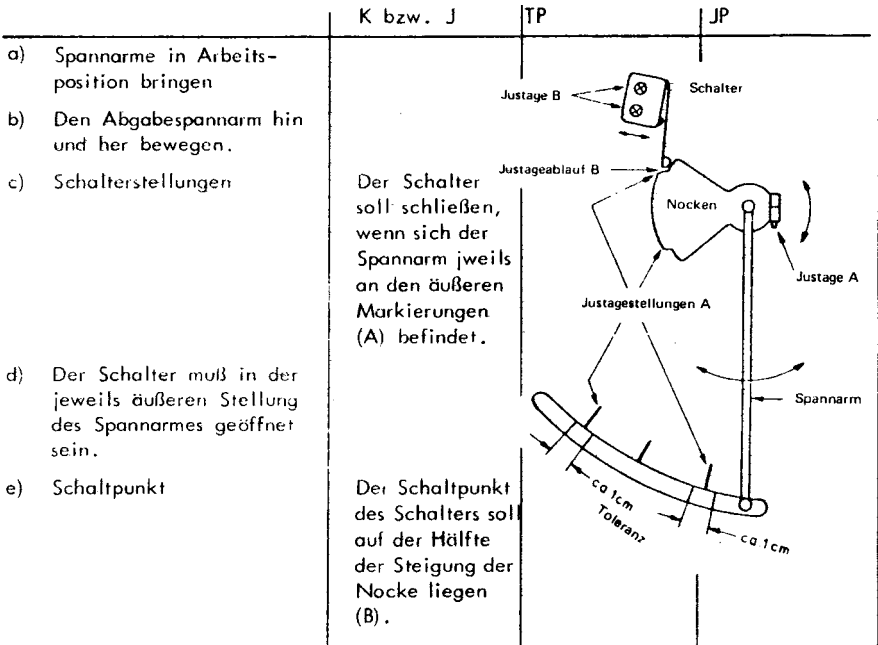 K bzw. J TP JP
a) Spannarme in Arbeits-
position bringen
b) Den Abgabespannarm hin
und her bewegen.
c) Schalterstellungen
Der Schalter
soll schließen,
wenn sich der
Spannarm jweils
an den äußeren
Markierungen
(A) befindet.
d) Der Schalter muß in der
jeweils äußeren Stellung
des Spannarmes geöffnet
sein.
e) Schaltpunkt
Der Schaltpunkt
des Schalters soll
auf der Hälfte
der Steigung der
Nocke liegen
(B).
Justage B
Schalter
Justageablauf B
Nocken
Justage A
Justagestellungen A
Spannarm
ca 1cm
Toleranz
ca 1cm